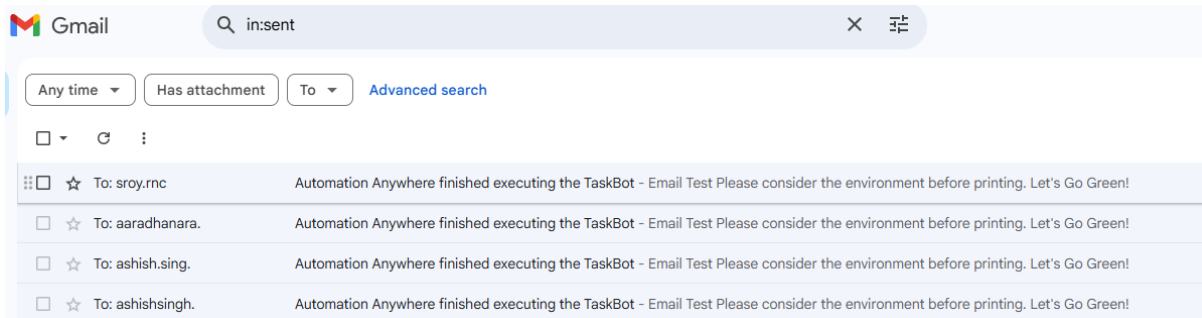 Gmail in:sent
Any time Has attachment To Advanced search
To: sroy.rnc Automation Anywhere finished executing the TaskBot - Email Test Please consider the environment before printing. Let's Go Green!
To: aaradhanara. Automation Anywhere finished executing the TaskBot - Email Test Please consider the environment before printing. Let's Go Green!
To: ashish.sing. Automation Anywhere finished executing the TaskBot - Email Test Please consider the environment before printing. Let's Go Green!
To: ashishsingh. Automation Anywhere finished executing the TaskBot - Email Test Please consider the environment before printing. Let's Go Green!